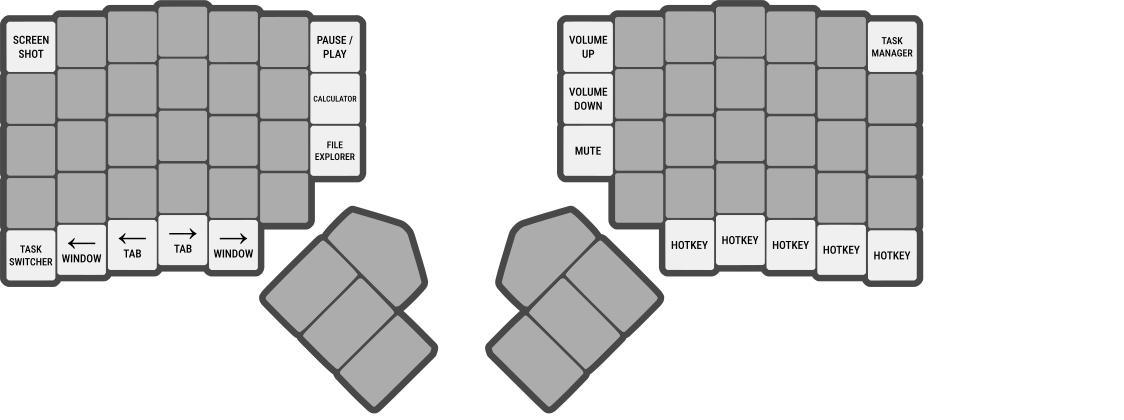 SCREEN
SHOT
PAUSE /
PLAY
CALCULATOR
FILE
EXPLORER
TASK
SWITCHER
←
WINDOW
←
TAB
→
TAB
→
WINDOW
VOLUME
UP
VOLUME
DOWN
MUTE
TASK
MANAGER
HOTKEY
HOTKEY
HOTKEY
HOTKEY
HOTKEY